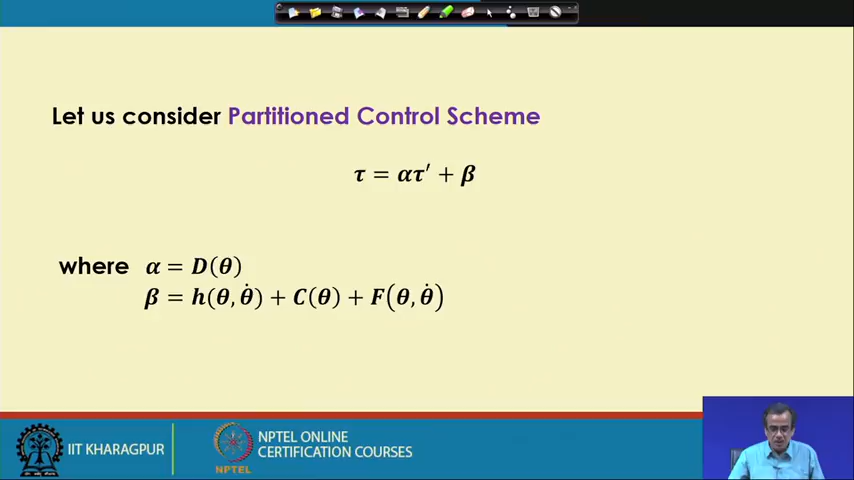 Let us consider Partitioned Control Scheme
τ = ατ′ + β
where α = D(θ)
β = h(θ, θ̇) + C(θ) + F(θ, θ̇)
IIT KHARAGPUR
NPTEL
NPTEL ONLINE
CERTIFICATION COURSES